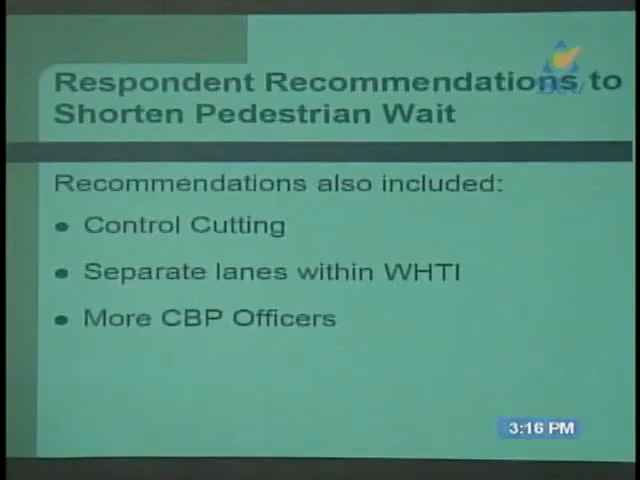 Respondent Recommendations to
Shorten Pedestrian Wait
Recommendations also included:
Control Cutting
Separate lanes within WHTI
More CBP Officers
3:16 PM